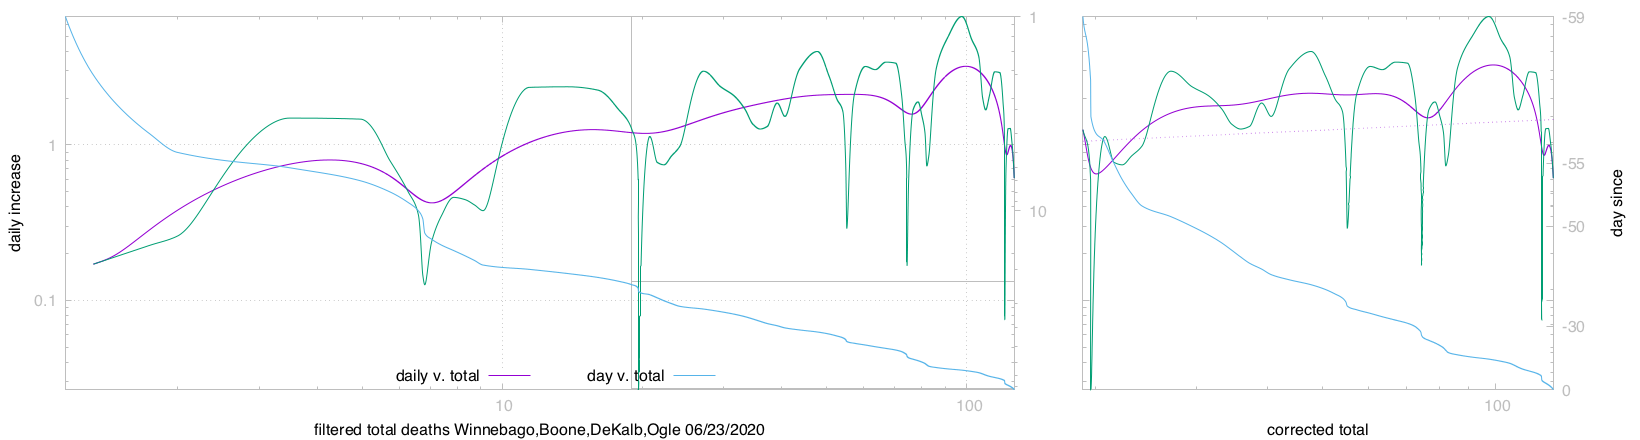 1
-59
daily increase
1
0.1
10
-55
-50
-30
0
day since
daily v. total
day v. total
10
100
100
filtered total deaths Winnebago,Boone,DeKalb,Ogle 06/23/2020
corrected total